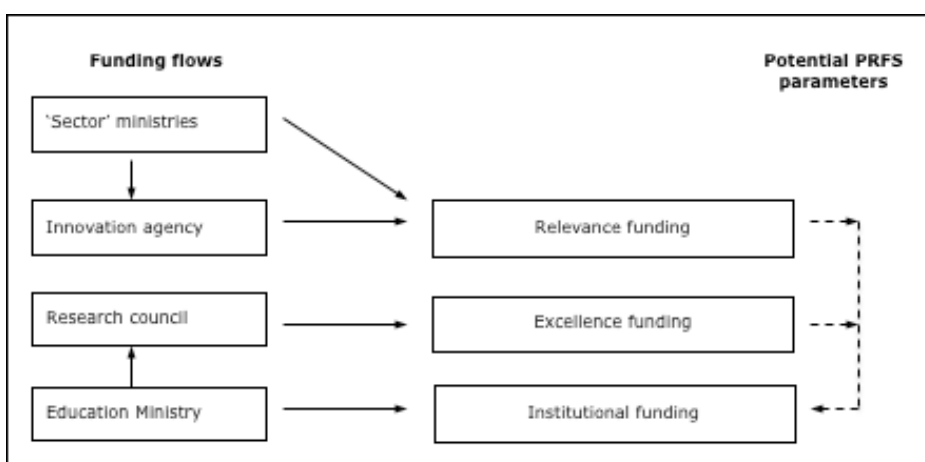 Funding flows
Potential PRFS
parameters
‘Sector’ ministries
Innovation agency
Relevance funding
Research council
Excellence funding
Education Ministry
Institutional funding